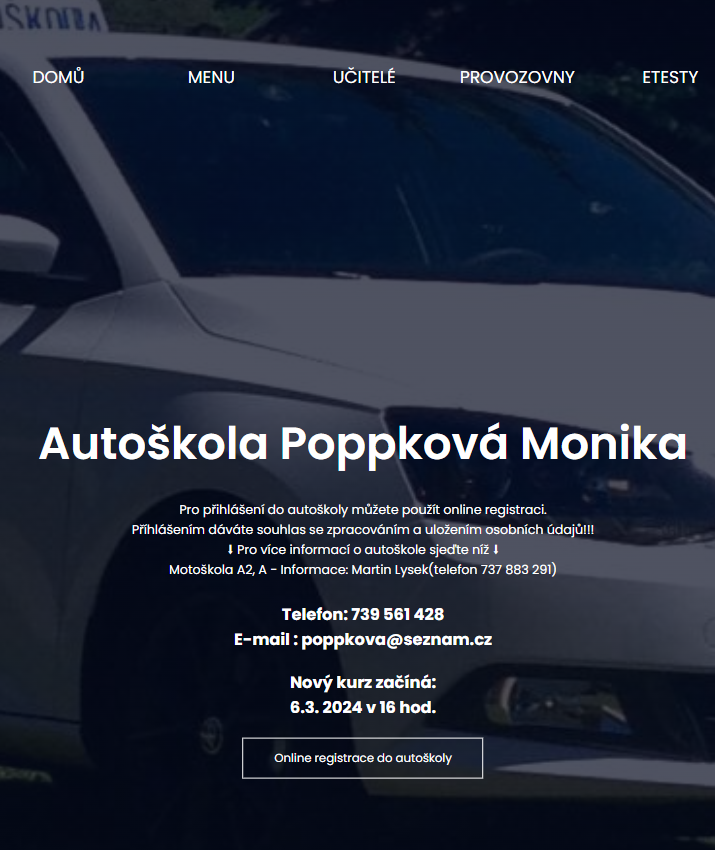 DOMŮ MENU UČITELÉ PROVOZOVNY ETESTY
Autoškola Poppková Monika
Pro přihlášení do autoškoly můžete použít online registraci.
Příhlášením dáváte souhlas se zpracováním a uložením osobních údajů!!!
⬇ Pro více informací o autoškole sjeďte níž ⬇
Motoškola A2, A - Informace: Martin Lysek(telefon 737 883 291)
Telefon: 739 561 428
E-mail : poppkova@seznam.cz
Nový kurz začíná:
6.3. 2024 v 16 hod.
Online registrace do autoškoly